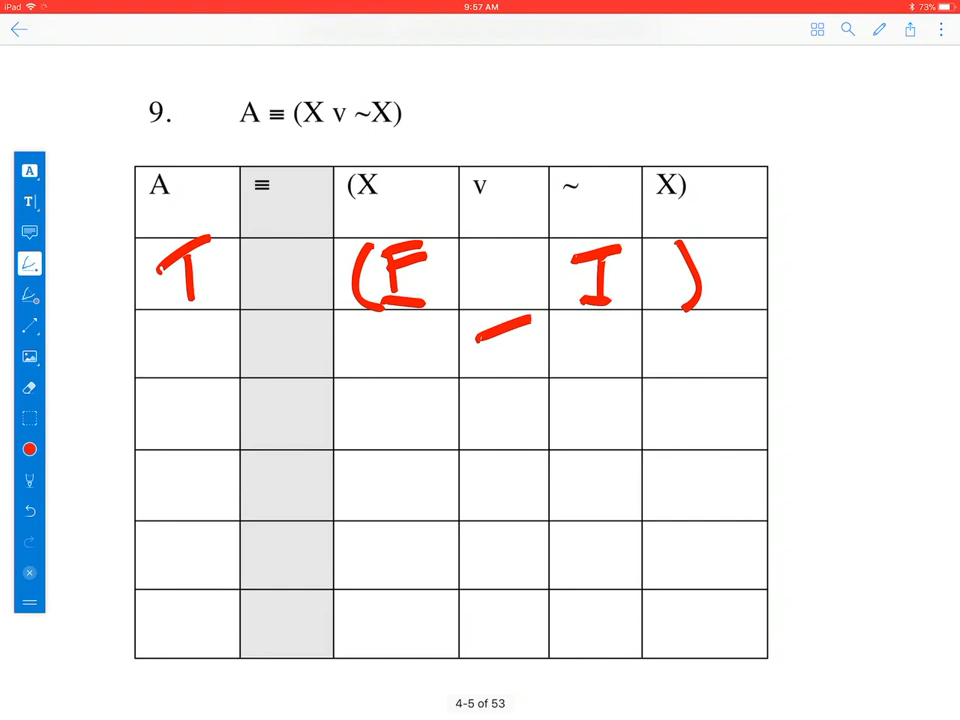 iPad 9:57 AM 73%
9. A ≡ (X v ~X)
A ≡ (X v ~ X)
T (F T )
4-5 of 53